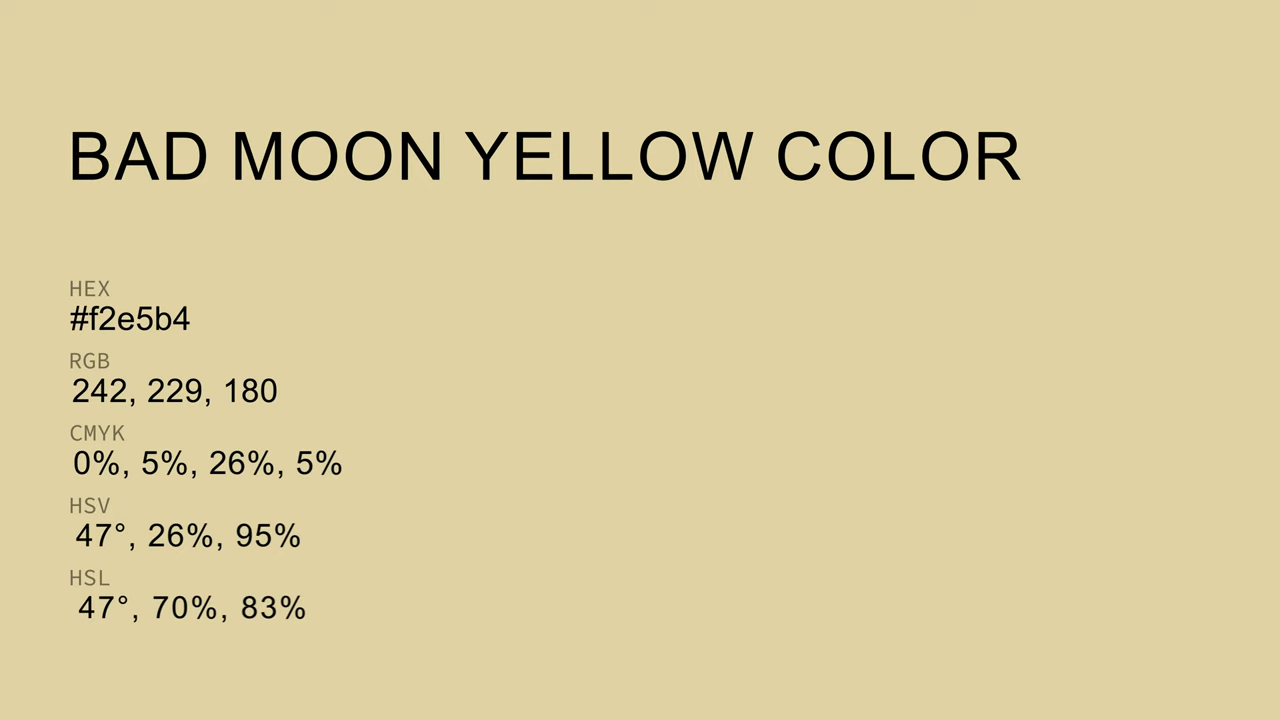 BAD MOON YELLOW COLOR
HEX
#f2e5b4
RGB
242, 229, 180
CMYK
0%, 5%, 26%, 5%
HSV
47°, 26%, 95%
HSL
47°, 70%, 83%